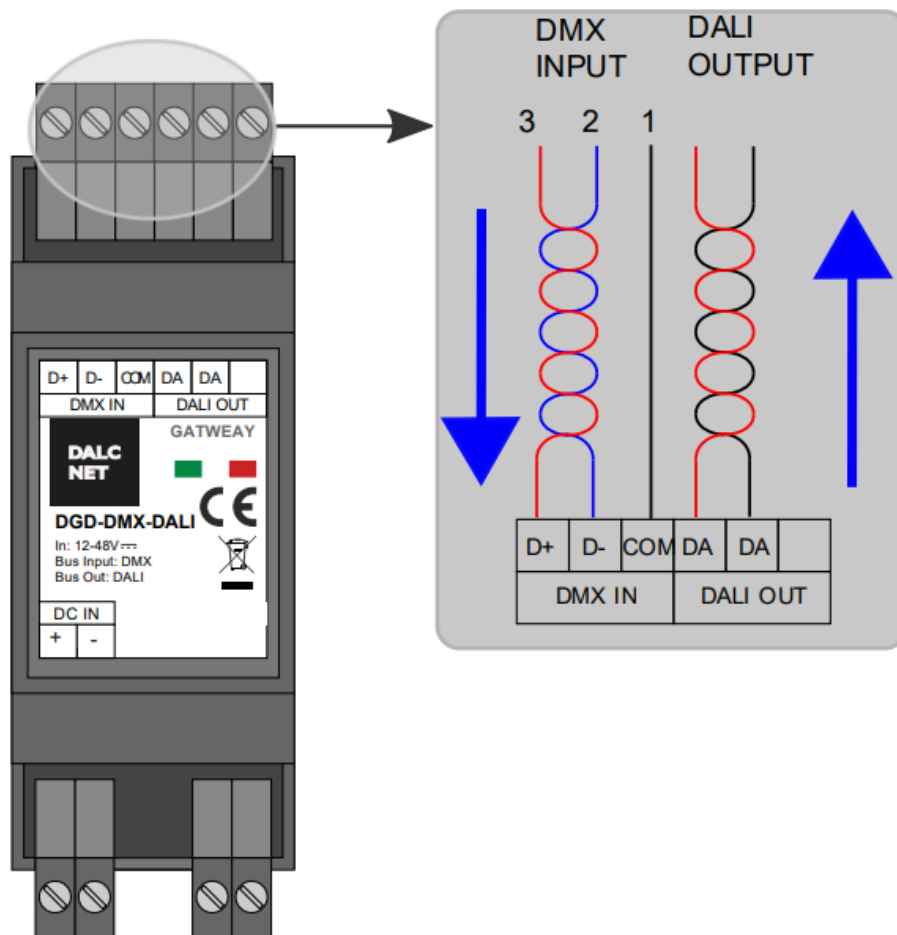 DMX INPUT
DALI OUTPUT
3 2 1
D+ D- COM DA DA
DMX IN DALI OUT
D+ D- COM DA DA
DMX IN DALI OUT
GATWEAY
DALC
NET
CE
DGD-DMX-DALI
In: 12-48V⎓
Bus Input: DMX
Bus Out: DALI
DC IN
+ -